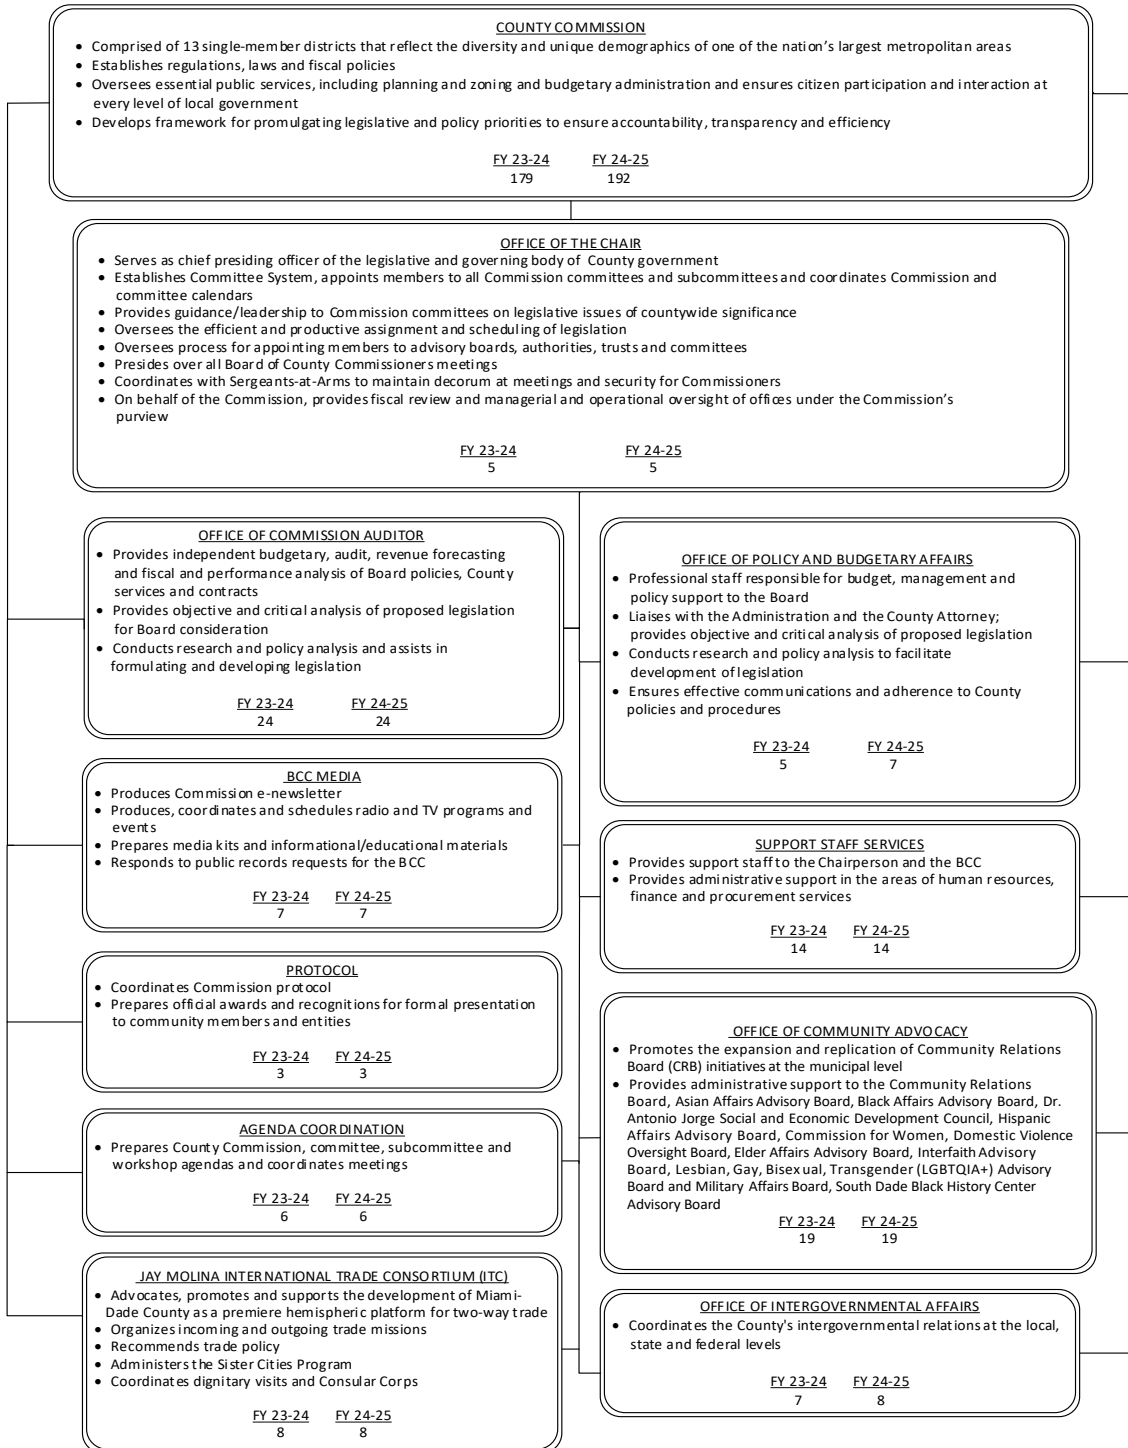 COUNTY COMMISSION
• Comprised of 13 single-member districts that reflect the diversity and unique demographics of one of the nation's largest metropolitan areas
• Establishes regulations, laws and fiscal policies
• Oversees essential public services, including planning and zoning and budgetary administration and ensures citizen participation and interaction at
every level of local government
• Develops framework for promulgating legislative and policy priorities to ensure accountability, transparency and efficiency
FY 23-24 FY 24-25
179 192
OFFICE OF THE CHAIR
• Serves as chief presiding officer of the legislative and governing body of County government
• Establishes Committee System, appoints members to all Commission committees and subcommittees and coordinates Commission and
committee calendars
• Provides guidance/leadership to Commission committees on legislative issues of countywide significance
• Oversees the efficient and productive assignment and scheduling of legislation
• Oversees process for appointing members to advisory boards, authorities, trusts and committees
• Presides over all Board of County Commissioners meetings
• Coordinates with Sergeants-at-Arms to maintain decorum at meetings and security for Commissioners
• On behalf of the Commission, provides fiscal review and managerial and operational oversight of offices under the Commission's
purview
FY 23-24 FY 24-25
5 5
OFFICE OF COMMISSION AUDITOR
• Provides independent budgetary, audit, revenue forecasting
and fiscal and performance analysis of Board policies, County
services and contracts
• Provides objective and critical analysis of proposed legislation
for Board consideration
• Conducts research and policy analysis and assists in
formulating and developing legislation
FY 23-24 FY 24-25
24 24
OFFICE OF POLICY AND BUDGETARY AFFAIRS
• Professional staff responsible for budget, management and
policy support to the Board
• Liaises with the Administration and the County Attorney;
provides objective and critical analysis of proposed legislation
• Conducts research and policy analysis to facilitate
development of legislation
• Ensures effective communications and adherence to County
policies and procedures
FY 23-24 FY 24-25
5 7
BCC MEDIA
• Produces Commission e-newsletter
• Produces, coordinates and schedules radio and TV programs and
events
• Prepares media kits and informational/educational materials
• Responds to public records requests for the BCC
FY 23-24 FY 24-25
7 7
SUPPORT STAFF SERVICES
• Provides support staff to the Chairperson and the BCC
• Provides administrative support in the areas of human resources,
finance and procurement services
FY 23-24 FY 24-25
14 14
PROTOCOL
• Coordinates Commission protocol
• Prepares official awards and recognitions for formal presentation
to community members and entities
FY 23-24 FY 24-25
3 3
OFFICE OF COMMUNITY ADVOCACY
• Promotes the expansion and replication of Community Relations
Board (CRB) initiatives at the municipal level
• Provides administrative support to the Community Relations
Board, Asian Affairs Advisory Board, Black Affairs Advisory Board, Dr.
Antonio Jorge Social and Economic Development Council, Hispanic
Affairs Advisory Board, Commission for Women, Domestic Violence
Oversight Board, Elder Affairs Advisory Board, Interfaith Advisory
Board, Lesbian, Gay, Bisexual, Transgender (LGBTQIA+) Advisory
Board and Military Affairs Board, South Dade Black History Center
Advisory Board
FY 23-24 FY 24-25
19 19
AGENDA COORDINATION
• Prepares County Commission, committee, subcommittee and
workshop agendas and coordinates meetings
FY 23-24 FY 24-25
6 6
JAY MOLINA INTERNATIONAL TRADE CONSORTIUM (ITC)
• Advocates, promotes and supports the development of Miami-
Dade County as a premiere hemispheric platform for two-way trade
• Organizes incoming and outgoing trade missions
• Recommends trade policy
• Administers the Sister Cities Program
• Coordinates dignitary visits and Consular Corps
FY 23-24 FY 24-25
8 8
OFFICE OF INTERGOVERNMENTAL AFFAIRS
• Coordinates the County's intergovernmental relations at the local,
state and federal levels
FY 23-24 FY 24-25
7 8